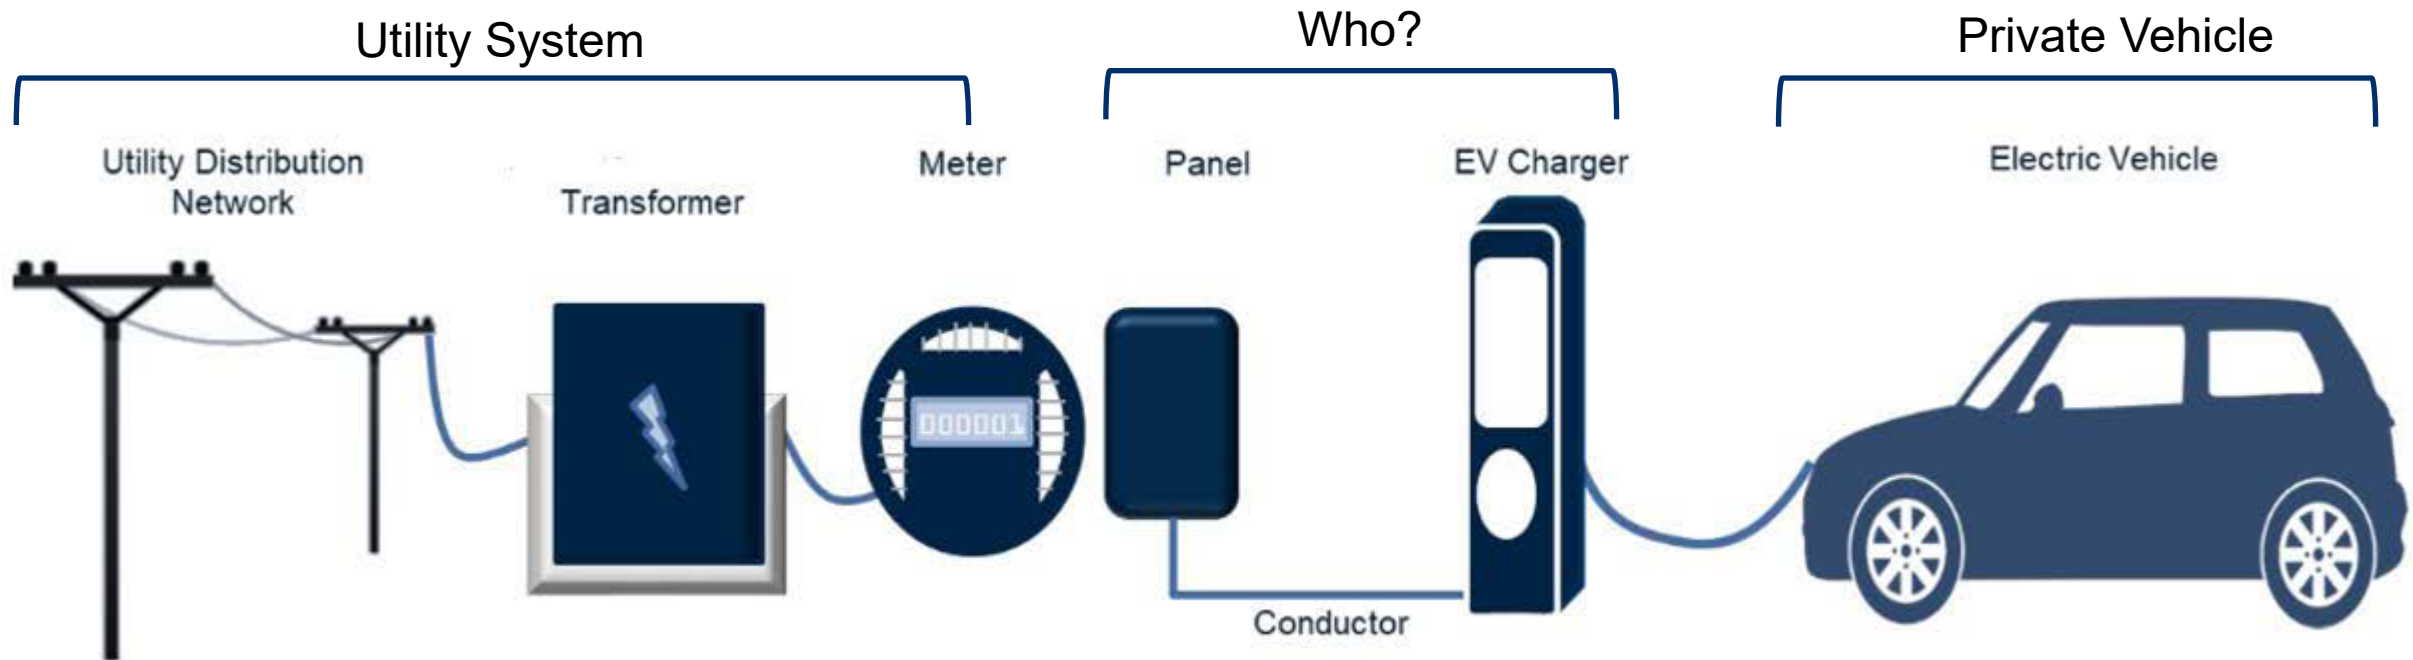 Utility System
Who?
Private Vehicle
Utility Distribution
Network
Transformer
Meter
Panel
EV Charger
Electric Vehicle
000001
Conductor